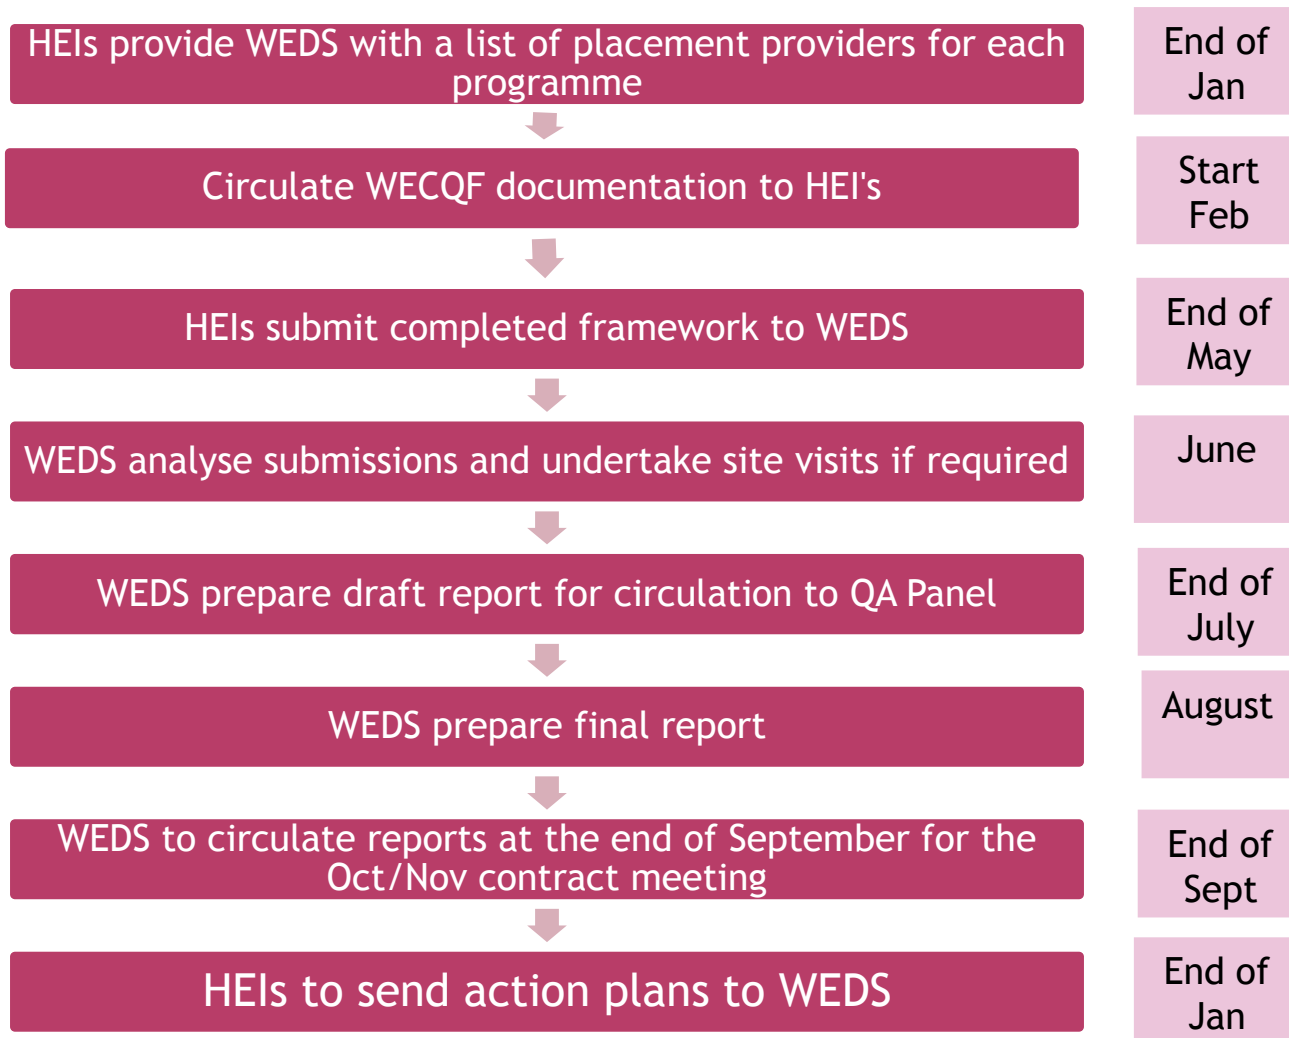 HEIs provide WEDS with a list of placement providers for each
programme
End of
Jan
Circulate WECQF documentation to HEI's
Start
Feb
HEIs submit completed framework to WEDS
End of
May
WEDS analyse submissions and undertake site visits if required
June
WEDS prepare draft report for circulation to QA Panel
End of
July
WEDS prepare final report
August
WEDS to circulate reports at the end of September for the
Oct/Nov contract meeting
End of
Sept
HEIs to send action plans to WEDS
End of
Jan